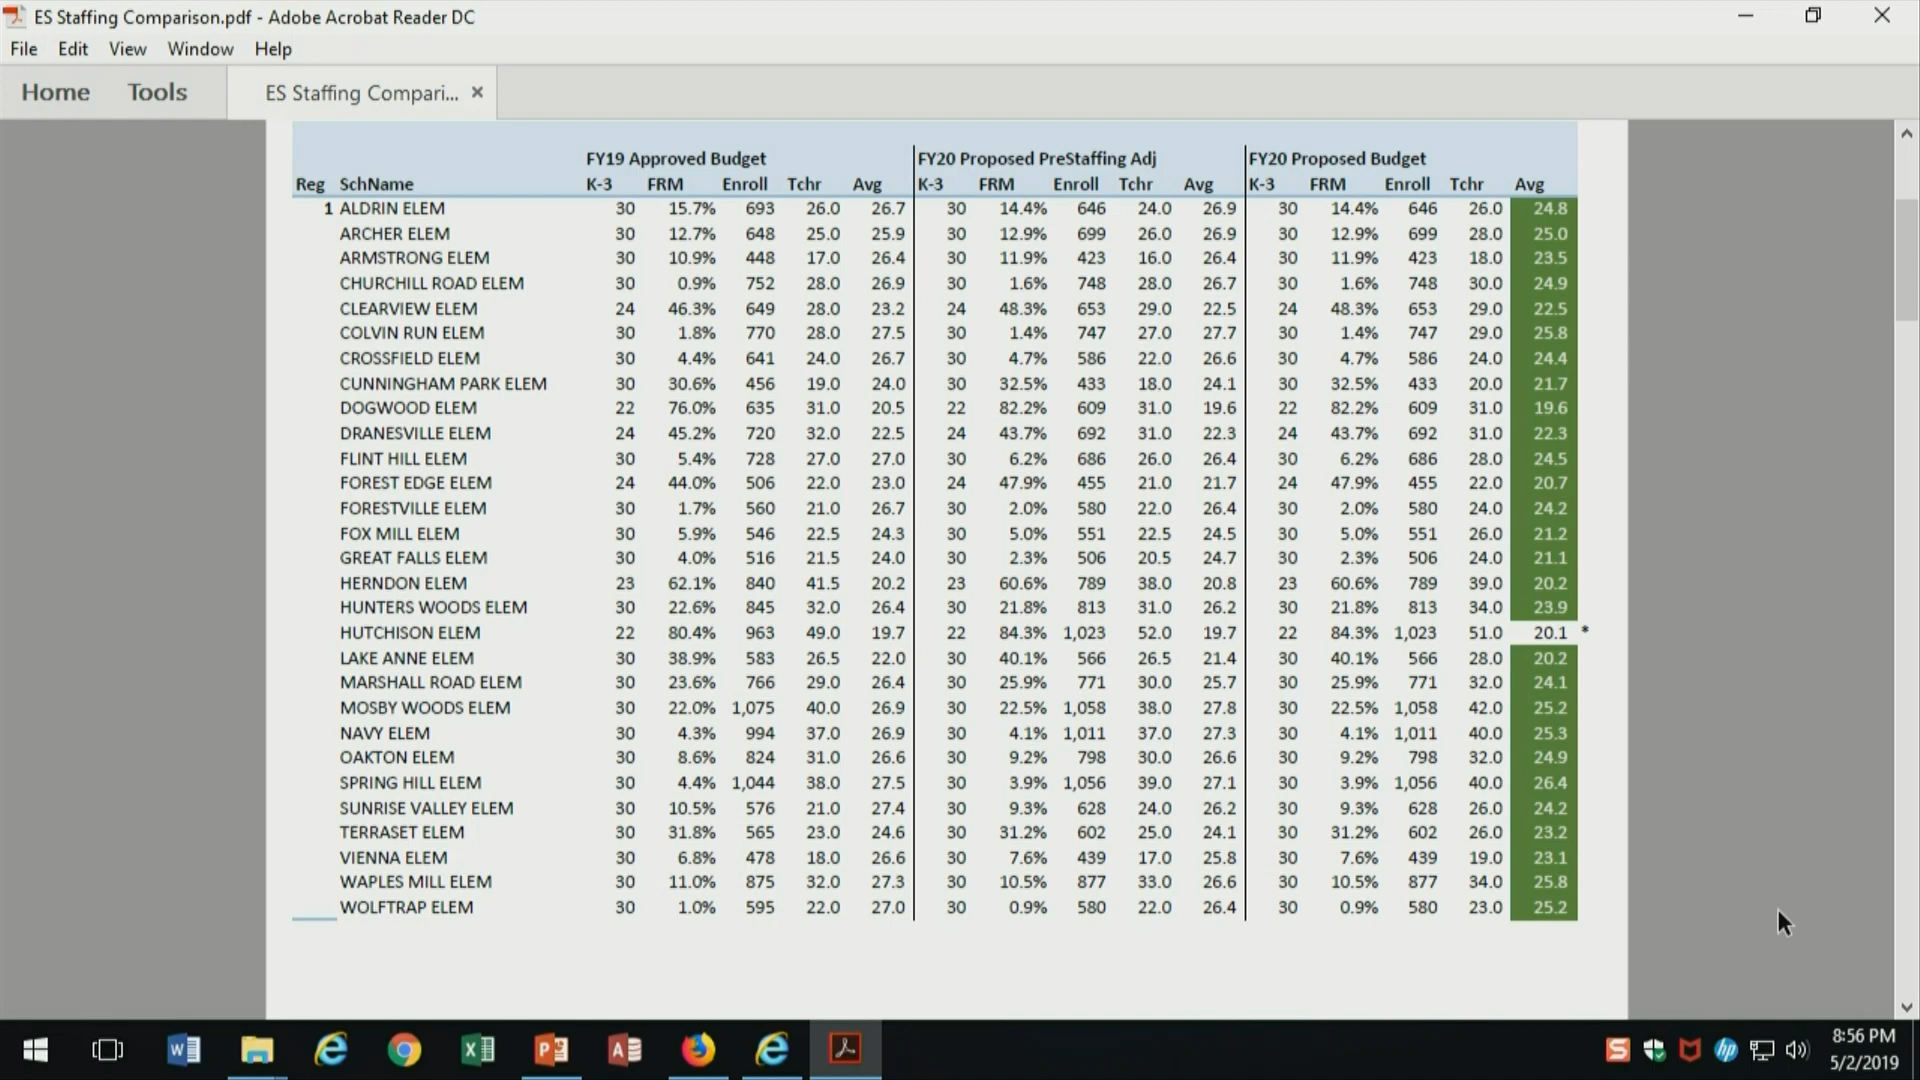 ES Staffing Comparison.pdf - Adobe Acrobat Reader DC
File Edit View Window Help
Home Tools ES Staffing Compari... ×
FY19 Approved Budget FY20 Proposed PreStaffing Adj FY20 Proposed Budget
Reg SchName K-3 FRM Enroll Tchr Avg K-3 FRM Enroll Tchr Avg K-3 FRM Enroll Tchr Avg
1 ALDRIN ELEM 30 15.7% 693 26.0 26.7 30 14.4% 646 24.0 26.9 30 14.4% 646 26.0 24.8
ARCHER ELEM 30 12.7% 648 25.0 25.9 30 12.9% 699 26.0 26.9 30 12.9% 699 28.0 25.0
ARMSTRONG ELEM 30 10.9% 448 17.0 26.4 30 11.9% 423 16.0 26.4 30 11.9% 423 18.0 23.5
CHURCHILL ROAD ELEM 30 0.9% 752 28.0 26.9 30 1.6% 748 28.0 26.7 30 1.6% 748 30.0 24.9
CLEARVIEW ELEM 24 46.3% 649 28.0 23.2 24 48.3% 653 29.0 22.5 24 48.3% 653 29.0 22.5
COLVIN RUN ELEM 30 1.8% 770 28.0 27.5 30 1.4% 747 27.0 27.7 30 1.4% 747 29.0 25.8
CROSSFIELD ELEM 30 4.4% 641 24.0 26.7 30 4.7% 586 22.0 26.6 30 4.7% 586 24.0 24.4
CUNNINGHAM PARK ELEM 30 30.6% 456 19.0 24.0 30 32.5% 433 18.0 24.1 30 32.5% 433 20.0 21.7
DOGWOOD ELEM 22 76.0% 635 31.0 20.5 22 82.2% 609 31.0 19.6 22 82.2% 609 31.0 19.6
DRANESVILLE ELEM 24 45.2% 720 32.0 22.5 24 43.7% 692 31.0 22.3 24 43.7% 692 31.0 22.3
FLINT HILL ELEM 30 5.4% 728 27.0 27.0 30 6.2% 686 26.0 26.4 30 6.2% 686 28.0 24.5
FOREST EDGE ELEM 24 44.0% 506 22.0 23.0 24 47.9% 455 21.0 21.7 24 47.9% 455 22.0 20.7
FORESTVILLE ELEM 30 1.7% 560 21.0 26.7 30 2.0% 580 22.0 26.4 30 2.0% 580 24.0 24.2
FOX MILL ELEM 30 5.9% 546 22.5 24.3 30 5.0% 551 22.5 24.5 30 5.0% 551 26.0 21.2
GREAT FALLS ELEM 30 4.0% 516 21.5 24.0 30 2.3% 506 20.5 24.7 30 2.3% 506 24.0 21.1
HERNDON ELEM 23 62.1% 840 41.5 20.2 23 60.6% 789 38.0 20.8 23 60.6% 789 39.0 20.2
HUNTERS WOODS ELEM 30 22.6% 845 32.0 26.4 30 21.8% 813 31.0 26.2 30 21.8% 813 34.0 23.9
HUTCHISON ELEM 22 80.4% 963 49.0 19.7 22 84.3% 1,023 52.0 19.7 22 84.3% 1,023 51.0 20.1 *
LAKE ANNE ELEM 30 38.9% 583 26.5 22.0 30 40.1% 566 26.5 21.4 30 40.1% 566 28.0 20.2
MARSHALL ROAD ELEM 30 23.6% 766 29.0 26.4 30 25.9% 771 30.0 25.7 30 25.9% 771 32.0 24.1
MOSBY WOODS ELEM 30 22.0% 1,075 40.0 26.9 30 22.5% 1,058 38.0 27.8 30 22.5% 1,058 42.0 25.2
NAVY ELEM 30 4.3% 994 37.0 26.9 30 4.1% 1,011 37.0 27.3 30 4.1% 1,011 40.0 25.3
OAKTON ELEM 30 8.6% 824 31.0 26.6 30 9.2% 798 30.0 26.6 30 9.2% 798 32.0 24.9
SPRING HILL ELEM 30 4.4% 1,044 38.0 27.5 30 3.9% 1,056 39.0 27.1 30 3.9% 1,056 40.0 26.4
SUNRISE VALLEY ELEM 30 10.5% 576 21.0 27.4 30 9.3% 628 24.0 26.2 30 9.3% 628 26.0 24.2
TERRASET ELEM 30 31.8% 565 23.0 24.6 30 31.2% 602 25.0 24.1 30 31.2% 602 26.0 23.2
VIENNA ELEM 30 6.8% 478 18.0 26.6 30 7.6% 439 17.0 25.8 30 7.6% 439 19.0 23.1
WAPLES MILL ELEM 30 11.0% 875 32.0 27.3 30 10.5% 877 33.0 26.6 30 10.5% 877 34.0 25.8
WOLFTRAP ELEM 30 1.0% 595 22.0 27.0 30 0.9% 580 22.0 26.4 30 0.9% 580 23.0 25.2
8:56 PM
5/2/2019